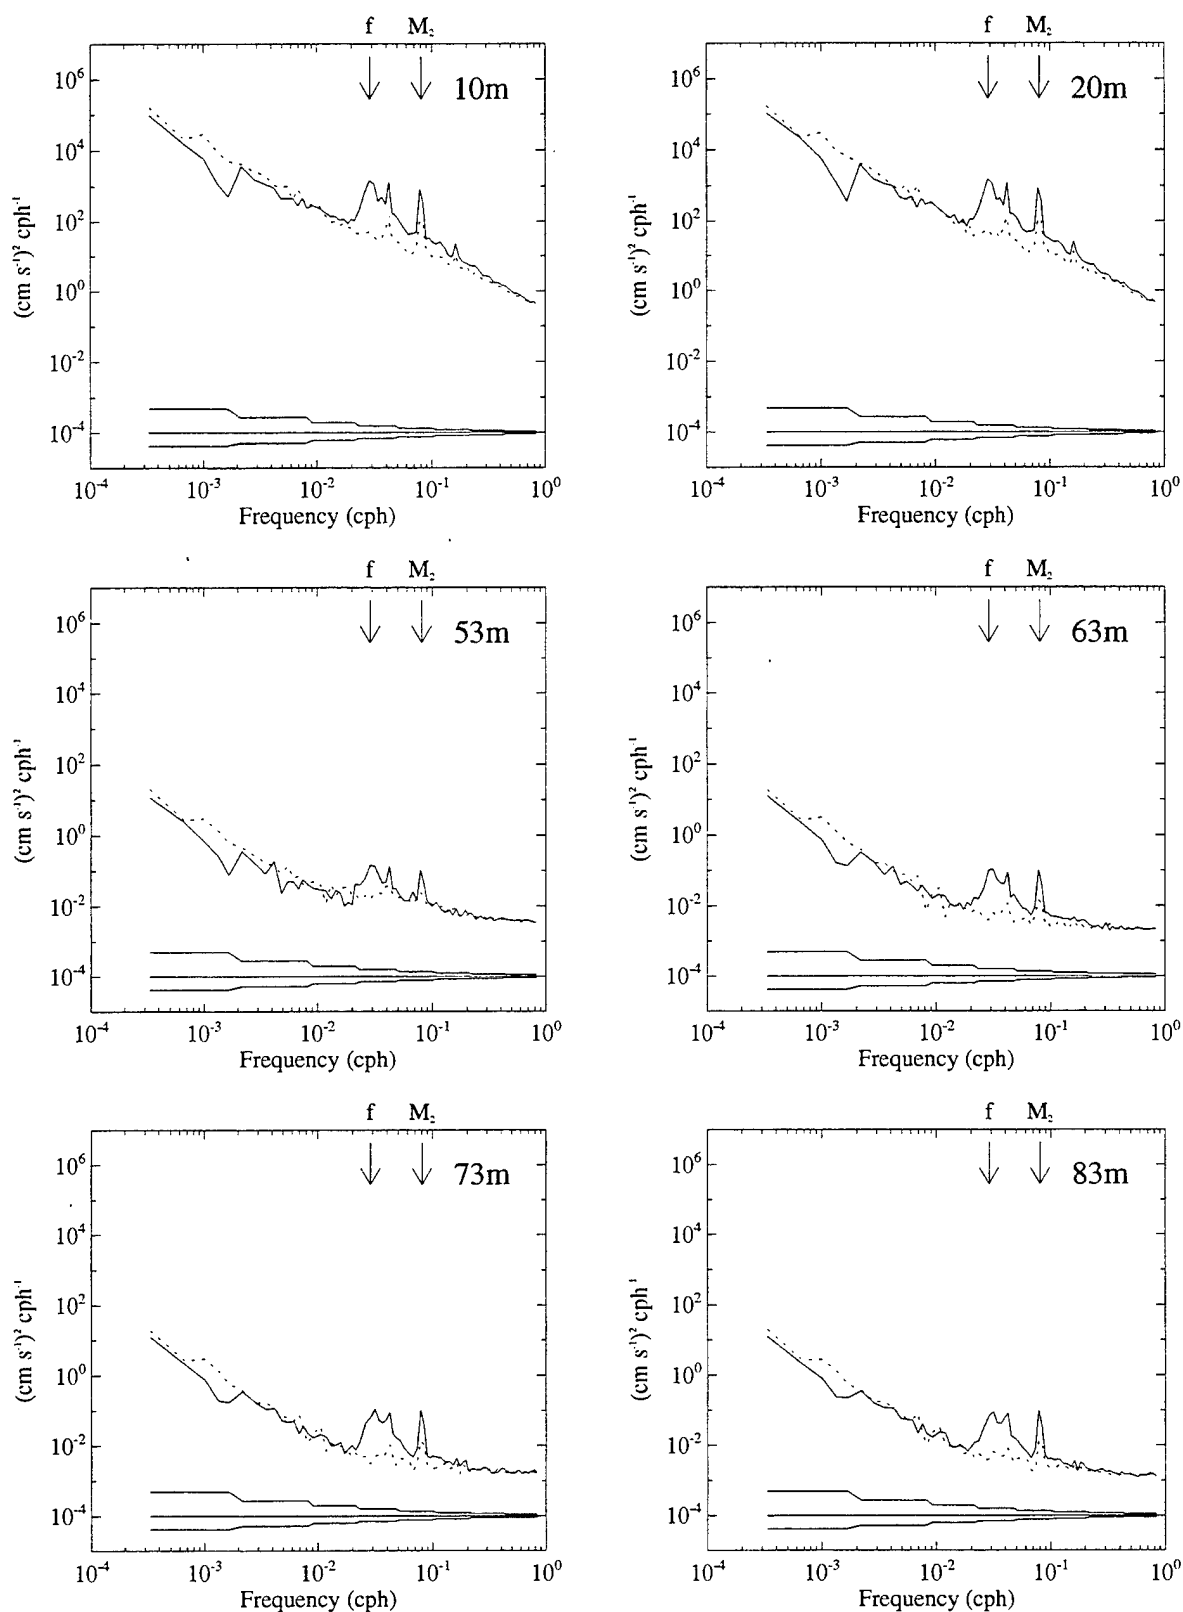 f M₂ f M₂
10m 20m
10⁶ 10⁶
10⁴ 10⁴
10² 10²
10⁰ 10⁰
10⁻² 10⁻²
10⁻⁴ 10⁻⁴
(cm s⁻¹)² cph⁻¹ (cm s⁻¹)² cph⁻¹
10⁻⁴ 10⁻³ 10⁻² 10⁻¹ 10⁰ 10⁻⁴ 10⁻³ 10⁻² 10⁻¹ 10⁰
Frequency (cph) Frequency (cph)
f M₂ f M₂
53m 63m
10⁶ 10⁶
10⁴ 10⁴
10² 10²
10⁰ 10⁰
10⁻² 10⁻²
10⁻⁴ 10⁻⁴
(cm s⁻¹)² cph⁻¹ (cm s⁻¹)² cph⁻¹
10⁻⁴ 10⁻³ 10⁻² 10⁻¹ 10⁰ 10⁻⁴ 10⁻³ 10⁻² 10⁻¹ 10⁰
Frequency (cph) Frequency (cph)
f M₂ f M₂
73m 83m
10⁶ 10⁶
10⁴ 10⁴
10² 10²
10⁰ 10⁰
10⁻² 10⁻²
10⁻⁴ 10⁻⁴
(cm s⁻¹)² cph⁻¹ (cm s⁻¹)² cph⁻¹
10⁻⁴ 10⁻³ 10⁻² 10⁻¹ 10⁰ 10⁻⁴ 10⁻³ 10⁻² 10⁻¹ 10⁰
Frequency (cph) Frequency (cph)